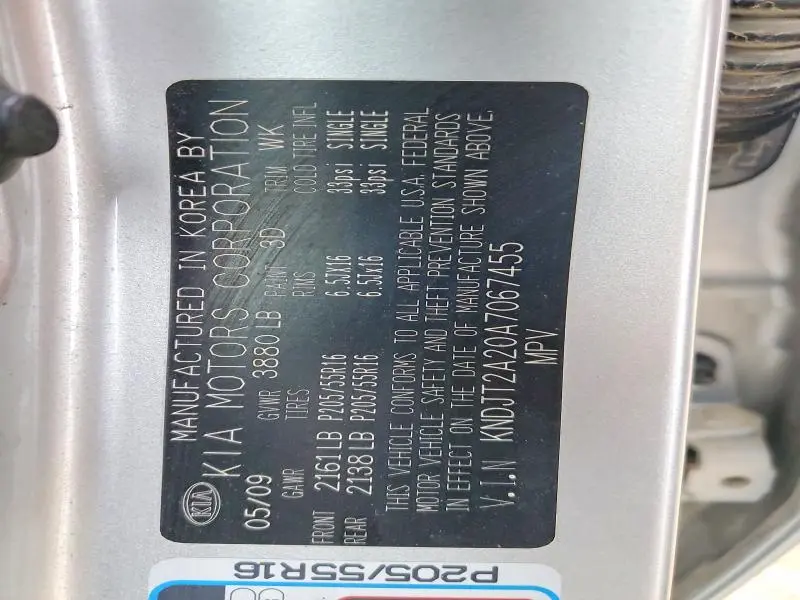 MANUFACTURED IN KOREA BY
KIA KIA MOTORS CORPORATION
05/09 GVWR 3880 LB PAINT 3D TRIM WK
GAWR TIRES RIMS COLD TIRE INFL
FRONT 2161LB P205/55R16 6.5JX16 33psi SINGLE
REAR 2138 LB P205/55R16 6.5Jx16 33psi SINGLE
THIS VEHICLE CONFORMS TO ALL APPLICABLE U.S.A. FEDERAL
MOTOR VEHICLE SAFETY AND THEFT PREVENTION STANDARDS
IN EFFECT ON THE DATE OF MANUFACTURE SHOWN ABOVE.
V.I.N KNDJT2A20A7067455
MPV
P205/55R16